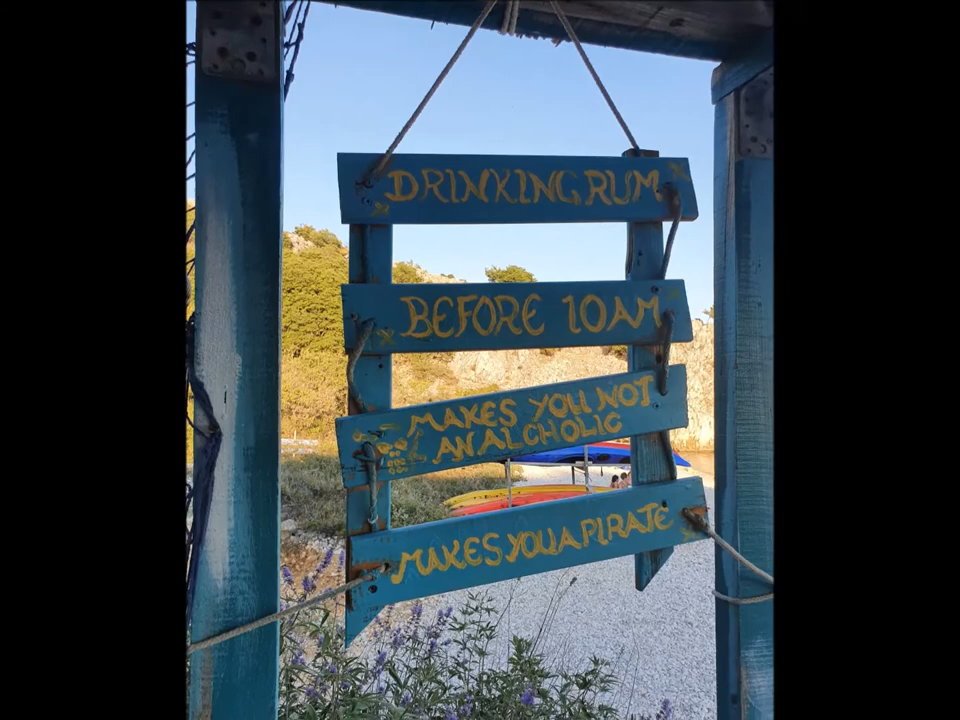 DRINKING RUM
BEFORE 10AM
MAKES YOU NOT
AN ALCHOLIC
MAKES YOU A PIRATE